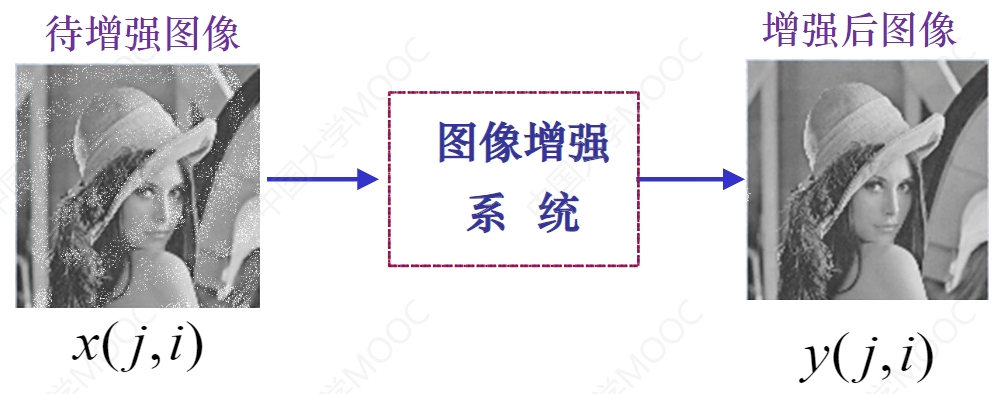 待增强图像
增强后图像
图像增强
系 统
x(j,i)
y(j,i)
中国大学MOOC
中国大学MOOC
中国大学MOOC